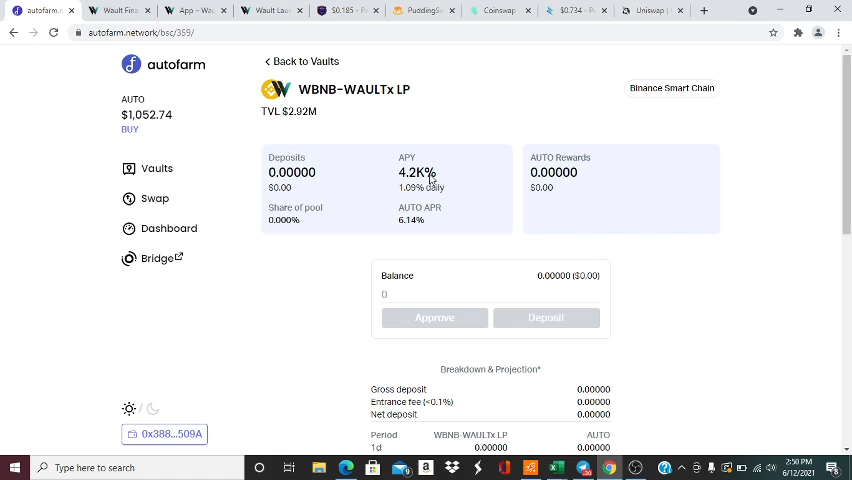 autofarm.n
Wault Fina
App – Wau
Wault Lau
$0.185 - P
PuddingSw
Coinswap
$0.734 - P
Uniswap |
autofarm.network/bsc/359/
autofarm
AUTO
$1,052.74
BUY
Vaults
Swap
Dashboard
Bridge
0x388...509A
Back to Vaults
WBNB-WAULTx LP
Binance Smart Chain
TVL $2.92M
Deposits
0.00000
$0.00
Share of pool
0.000%
APY
4.2K%
1.09% daily
AUTO APR
6.14%
AUTO Rewards
0.00000
$0.00
Balance 0.00000 ($0.00)
0
Approve Deposit
Breakdown & Projection*
Gross deposit 0.00000
Entrance fee (<0.1%) 0.00000
Net deposit 0.00000
Period WBNB-WAULTx LP AUTO
1d 0.00000 0.00000
Type here to search
2:50 PM
6/12/2021